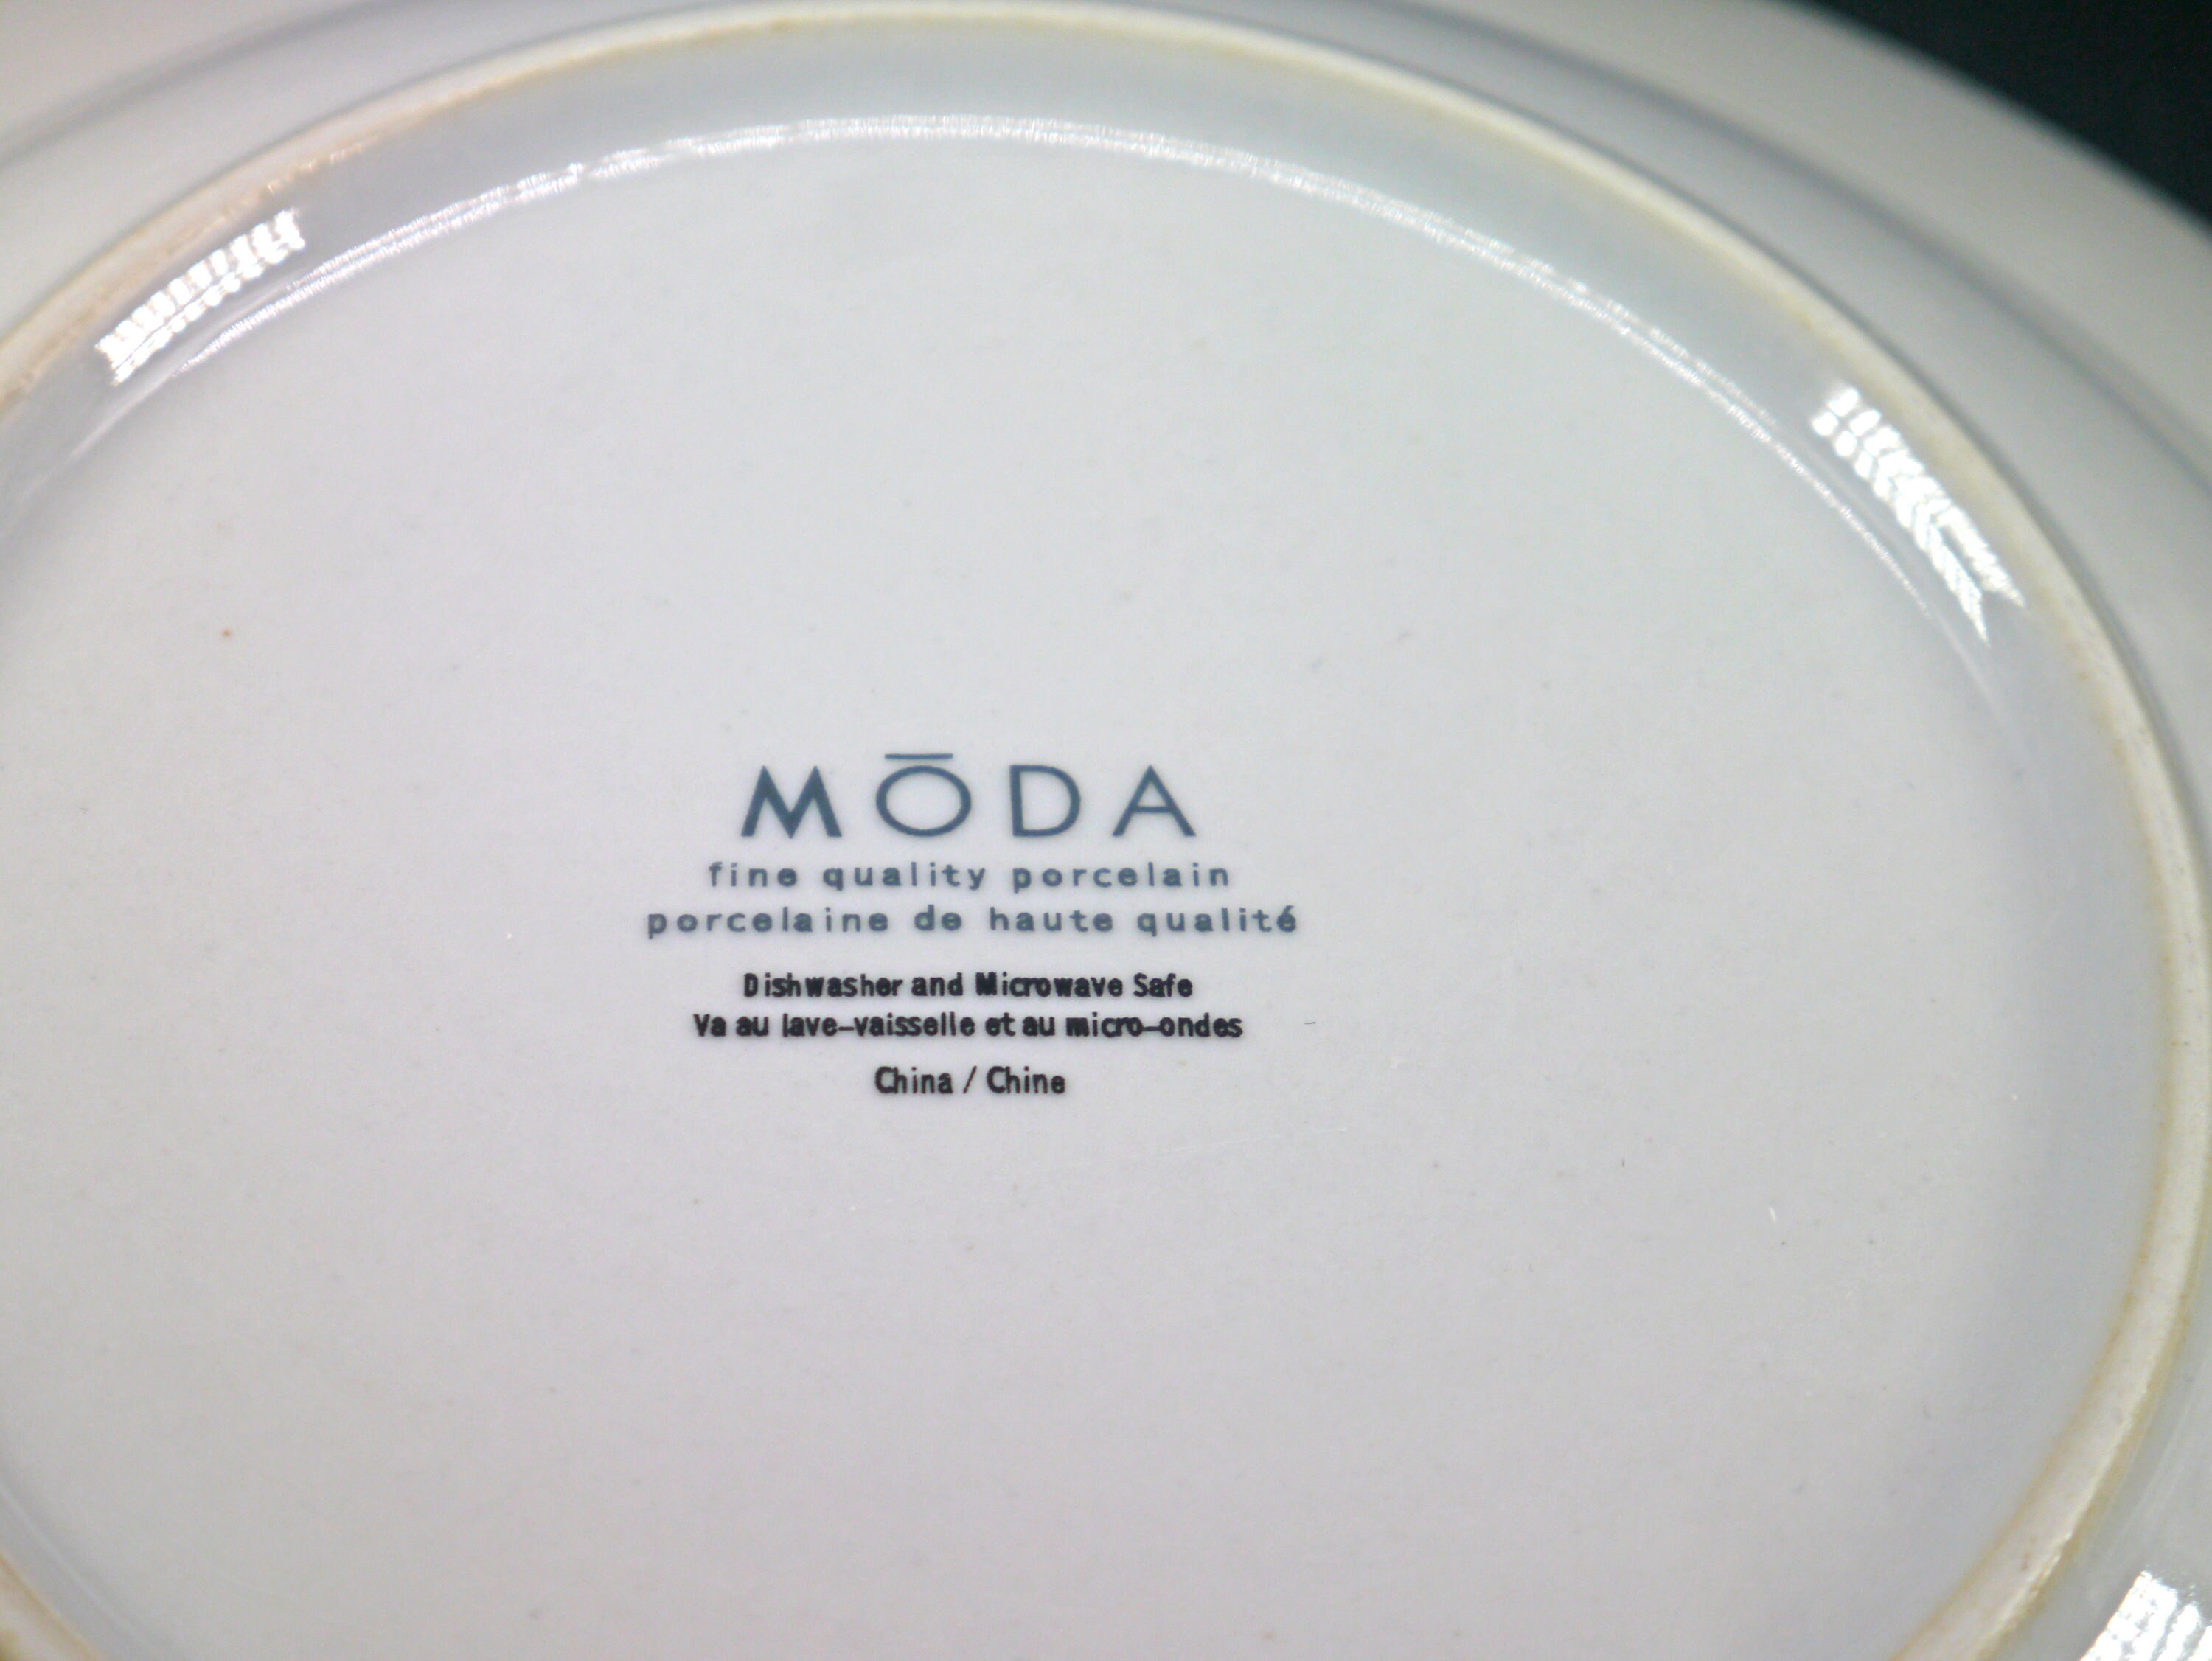 MŌDA
fine quality porcelain
porcelaine de haute qualité
Dishwasher and Microwave Safe
Va au lave-vaisselle et au micro-ondes
China / Chine